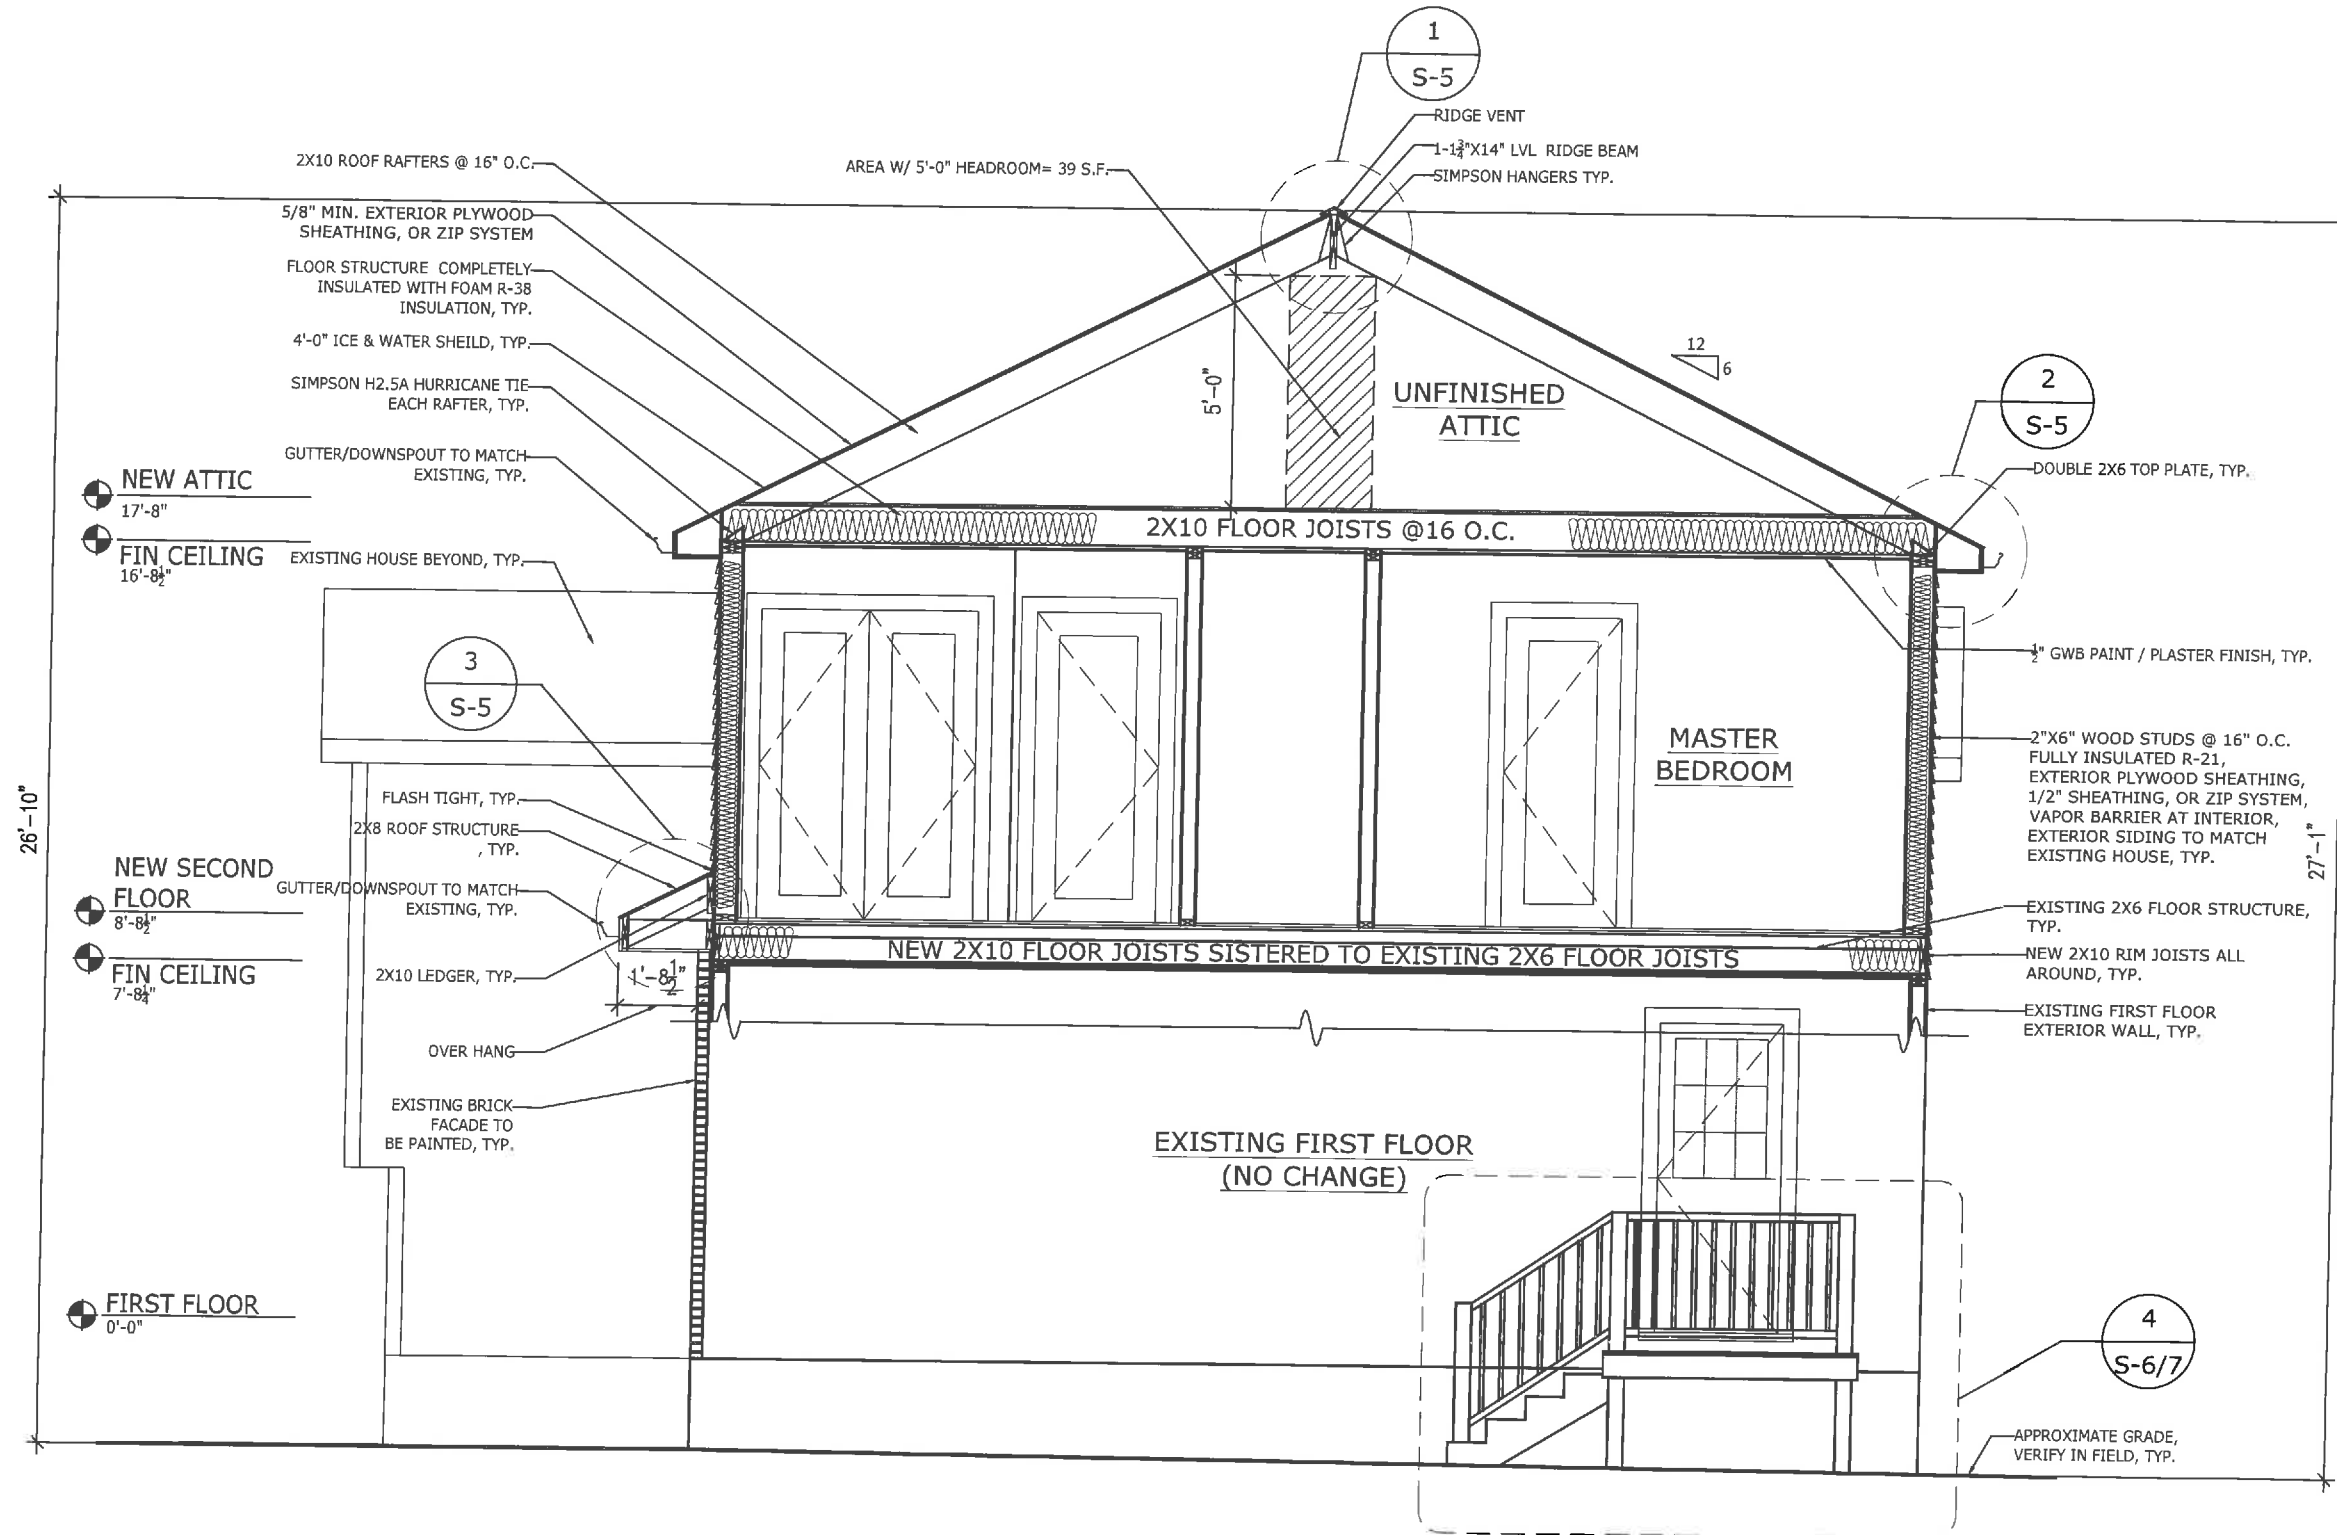 1
S-5
RIDGE VENT
1-1¾"X14" LVL RIDGE BEAM
SIMPSON HANGERS TYP.
AREA W/ 5'-0" HEADROOM= 39 S.F.
2X10 ROOF RAFTERS @ 16" O.C.
5/8" MIN. EXTERIOR PLYWOOD
SHEATHING, OR ZIP SYSTEM
FLOOR STRUCTURE COMPLETELY
INSULATED WITH FOAM R-38
INSULATION, TYP.
4'-0" ICE & WATER SHEILD, TYP.
SIMPSON H2.5A HURRICANE TIE
EACH RAFTER, TYP.
GUTTER/DOWNSPOUT TO MATCH
EXISTING, TYP.
12
6
5'-0"
UNFINISHED
ATTIC
2
S-5
DOUBLE 2X6 TOP PLATE, TYP.
NEW ATTIC
17'-8"
FIN CEILING
16'-8½"
EXISTING HOUSE BEYOND, TYP.
2X10 FLOOR JOISTS @16 O.C.
3
S-5
½" GWB PAINT / PLASTER FINISH, TYP.
MASTER
BEDROOM
2"X6" WOOD STUDS @ 16" O.C.
FULLY INSULATED R-21,
EXTERIOR PLYWOOD SHEATHING,
1/2" SHEATHING, OR ZIP SYSTEM,
VAPOR BARRIER AT INTERIOR,
EXTERIOR SIDING TO MATCH
EXISTING HOUSE, TYP.
26'-10"
27'-1"
FLASH TIGHT, TYP.
2X8 ROOF STRUCTURE
, TYP.
GUTTER/DOWNSPOUT TO MATCH
EXISTING, TYP.
NEW SECOND
FLOOR
8'-8½"
FIN CEILING
7'-8¼"
2X10 LEDGER, TYP.
1'-8½"
NEW 2X10 FLOOR JOISTS SISTERED TO EXISTING 2X6 FLOOR JOISTS
EXISTING 2X6 FLOOR STRUCTURE,
TYP.
NEW 2X10 RIM JOISTS ALL
AROUND, TYP.
EXISTING FIRST FLOOR
EXTERIOR WALL, TYP.
OVER HANG
EXISTING BRICK
FACADE TO
BE PAINTED, TYP.
EXISTING FIRST FLOOR
(NO CHANGE)
FIRST FLOOR
0'-0"
4
S-6/7
APPROXIMATE GRADE,
VERIFY IN FIELD, TYP.